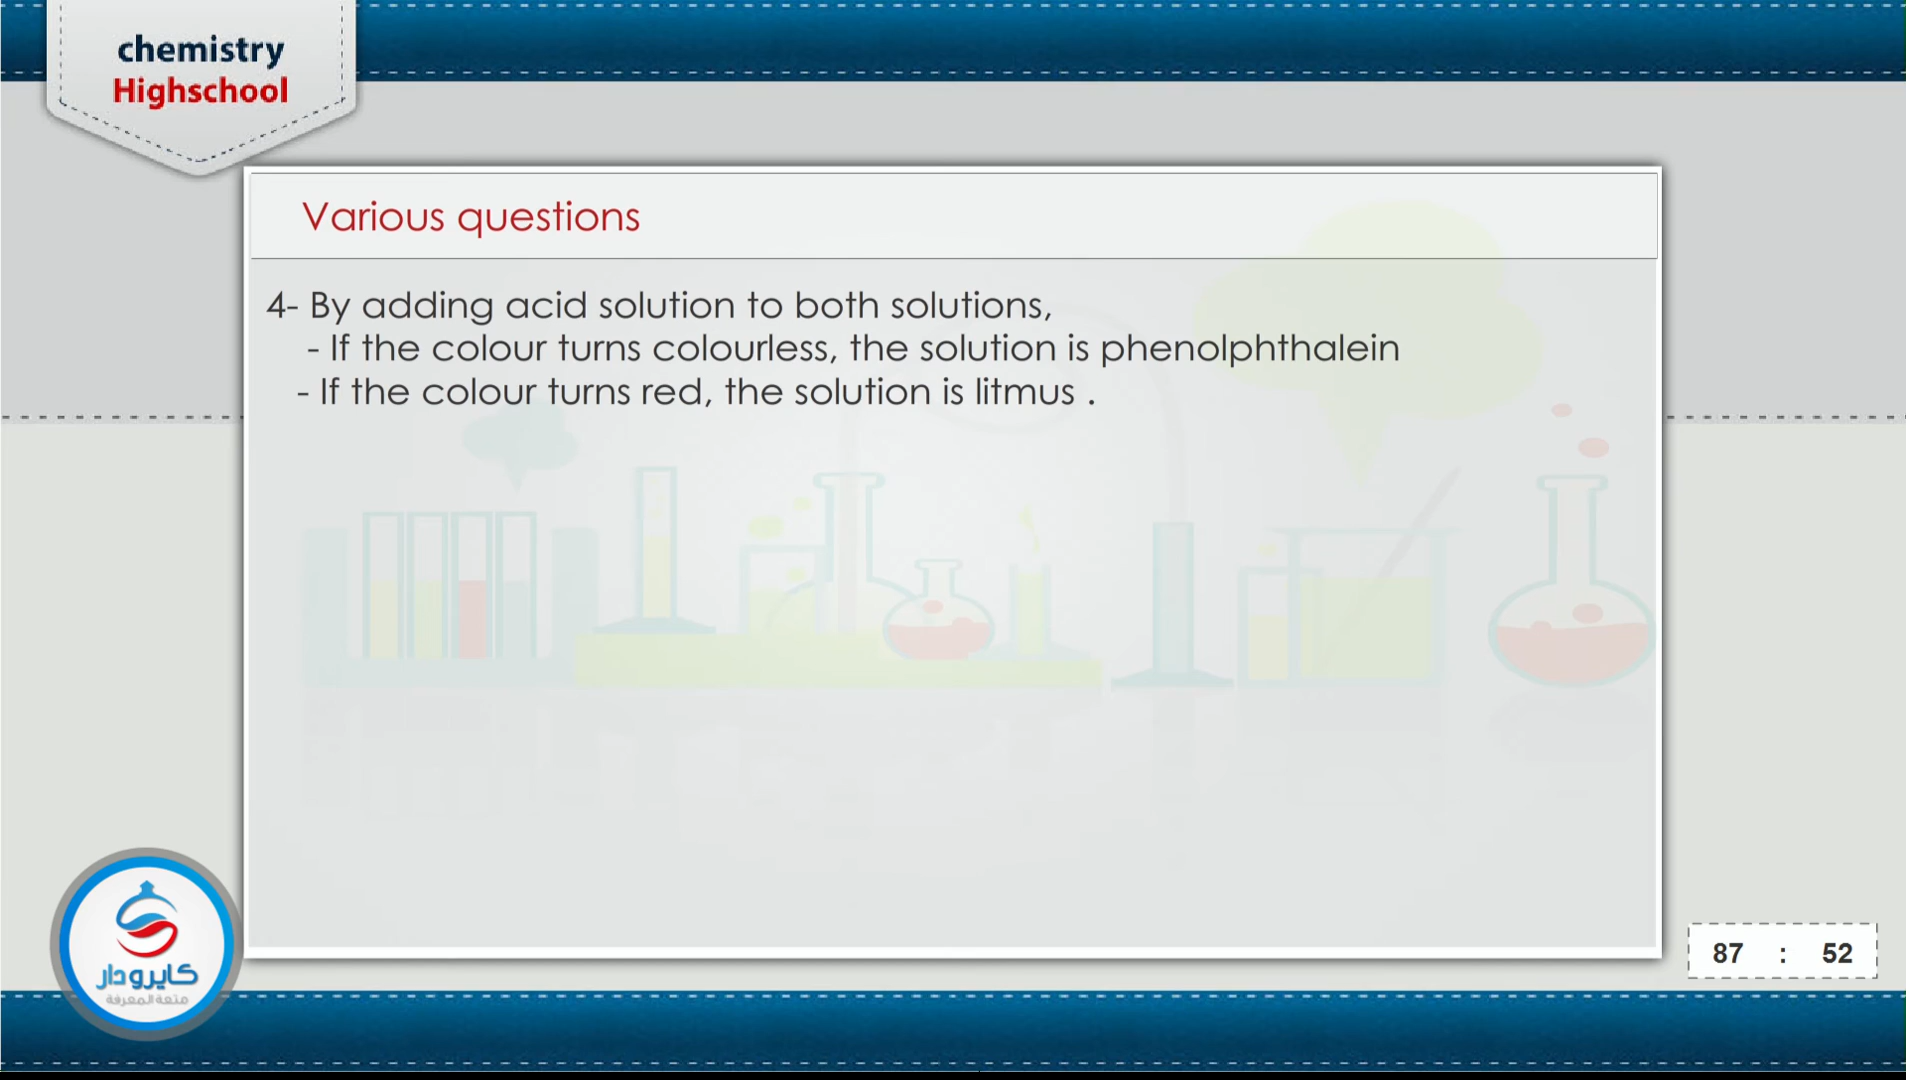 chemistry
Highschool
Various questions
4- By adding acid solution to both solutions,
- If the colour turns colourless, the solution is phenolphthalein
- If the colour turns red, the solution is litmus .
كايرودار
متعة المعرفة
87 : 52